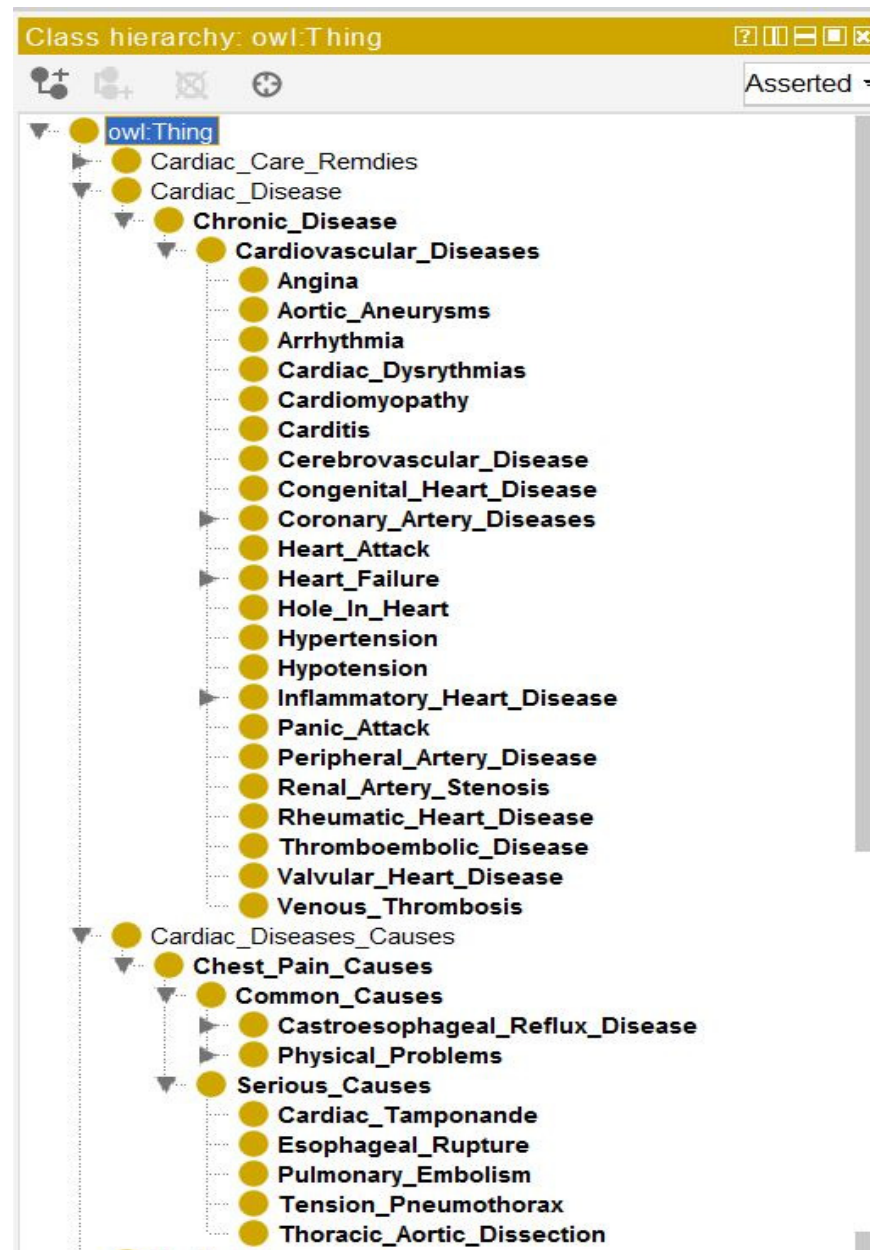 Class hierarchy: owl:Thing
Asserted
owl:Thing
Cardiac_Care_Remdies
Cardiac_Disease
Chronic_Disease
Cardiovascular_Diseases
Angina
Aortic_Aneurysms
Arrhythmia
Cardiac_Dysrythmias
Cardiomyopathy
Carditis
Cerebrovascular_Disease
Congenital_Heart_Disease
Coronary_Artery_Diseases
Heart_Attack
Heart_Failure
Hole_In_Heart
Hypertension
Hypotension
Inflammatory_Heart_Disease
Panic_Attack
Peripheral_Artery_Disease
Renal_Artery_Stenosis
Rheumatic_Heart_Disease
Thromboembolic_Disease
Valvular_Heart_Disease
Venous_Thrombosis
Cardiac_Diseases_Causes
Chest_Pain_Causes
Common_Causes
Castroesophageal_Reflux_Disease
Physical_Problems
Serious_Causes
Cardiac_Tamponande
Esophageal_Rupture
Pulmonary_Embolism
Tension_Pneumothorax
Thoracic_Aortic_Dissection